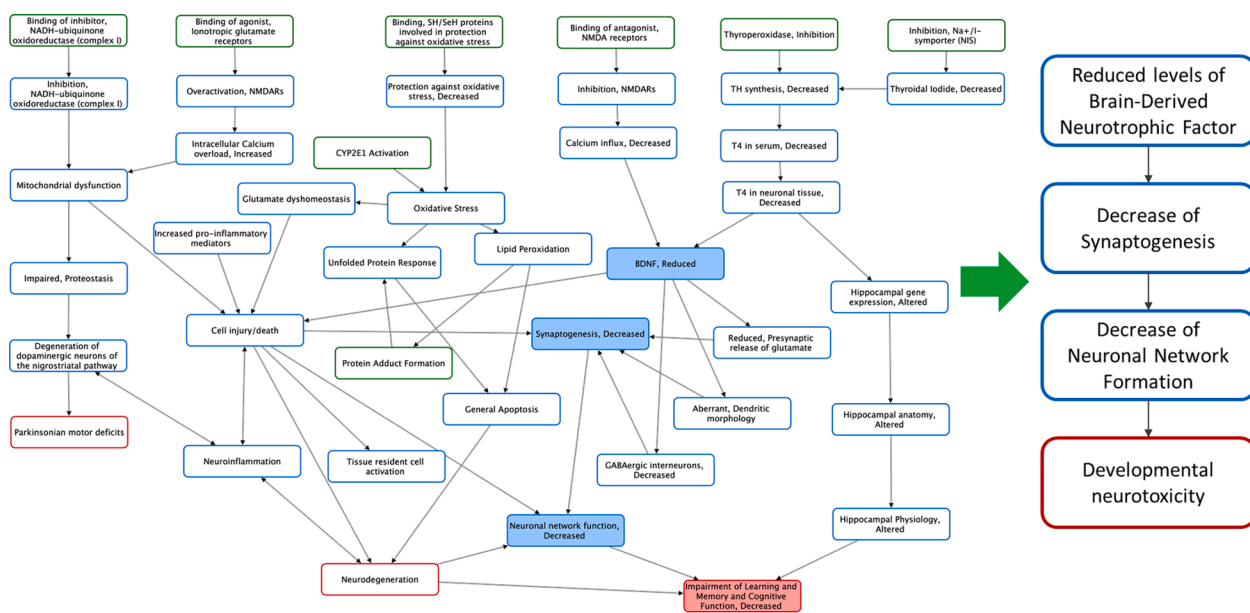 Binding of inhibitor,
NADH-ubiquinone
oxidoreductase (complex I)
Binding of agonist,
Ionotropic glutamate
receptors
Binding, SH/SeH proteins
involved in protection
against oxidative stress
Binding of antagonist,
NMDA receptors
Thyroperoxidase, Inhibition
Inhibition, Na+/I-
symporter (NIS)
Inhibition,
NADH-ubiquinone
oxidoreductase (complex I)
Overactivation, NMDARs
Protection against oxidative
stress, Decreased
Inhibition, NMDARs
TH synthesis, Decreased
Thyroidal Iodide, Decreased
Intracellular Calcium
overload, Increased
CYP2E1 Activation
Calcium influx, Decreased
T4 in serum, Decreased
Mitochondrial dysfunction
Glutamate dyshomeostasis
Oxidative Stress
T4 in neuronal tissue,
Decreased
Increased pro-inflammatory
mediators
Unfolded Protein Response
Lipid Peroxidation
BDNF, Reduced
Impaired, Proteostasis
Hippocampal gene
expression, Altered
Cell injury/death
Synaptogenesis, Decreased
Reduced, Presynaptic
release of glutamate
Degeneration of
dopaminergic neurons of
the nigrostriatal pathway
Protein Adduct Formation
General Apoptosis
Aberrant, Dendritic
morphology
Hippocampal anatomy,
Altered
Parkinsonian motor deficits
Neuroinflammation
Tissue resident cell
activation
GABAergic interneurons,
Decreased
Neuronal network function,
Decreased
Hippocampal Physiology,
Altered
Neurodegeneration
Impairment of Learning and
Memory and Cognitive
Function, Decreased
Reduced levels of
Brain-Derived
Neurotrophic Factor
Decrease of
Synaptogenesis
Decrease of
Neuronal Network
Formation
Developmental
neurotoxicity